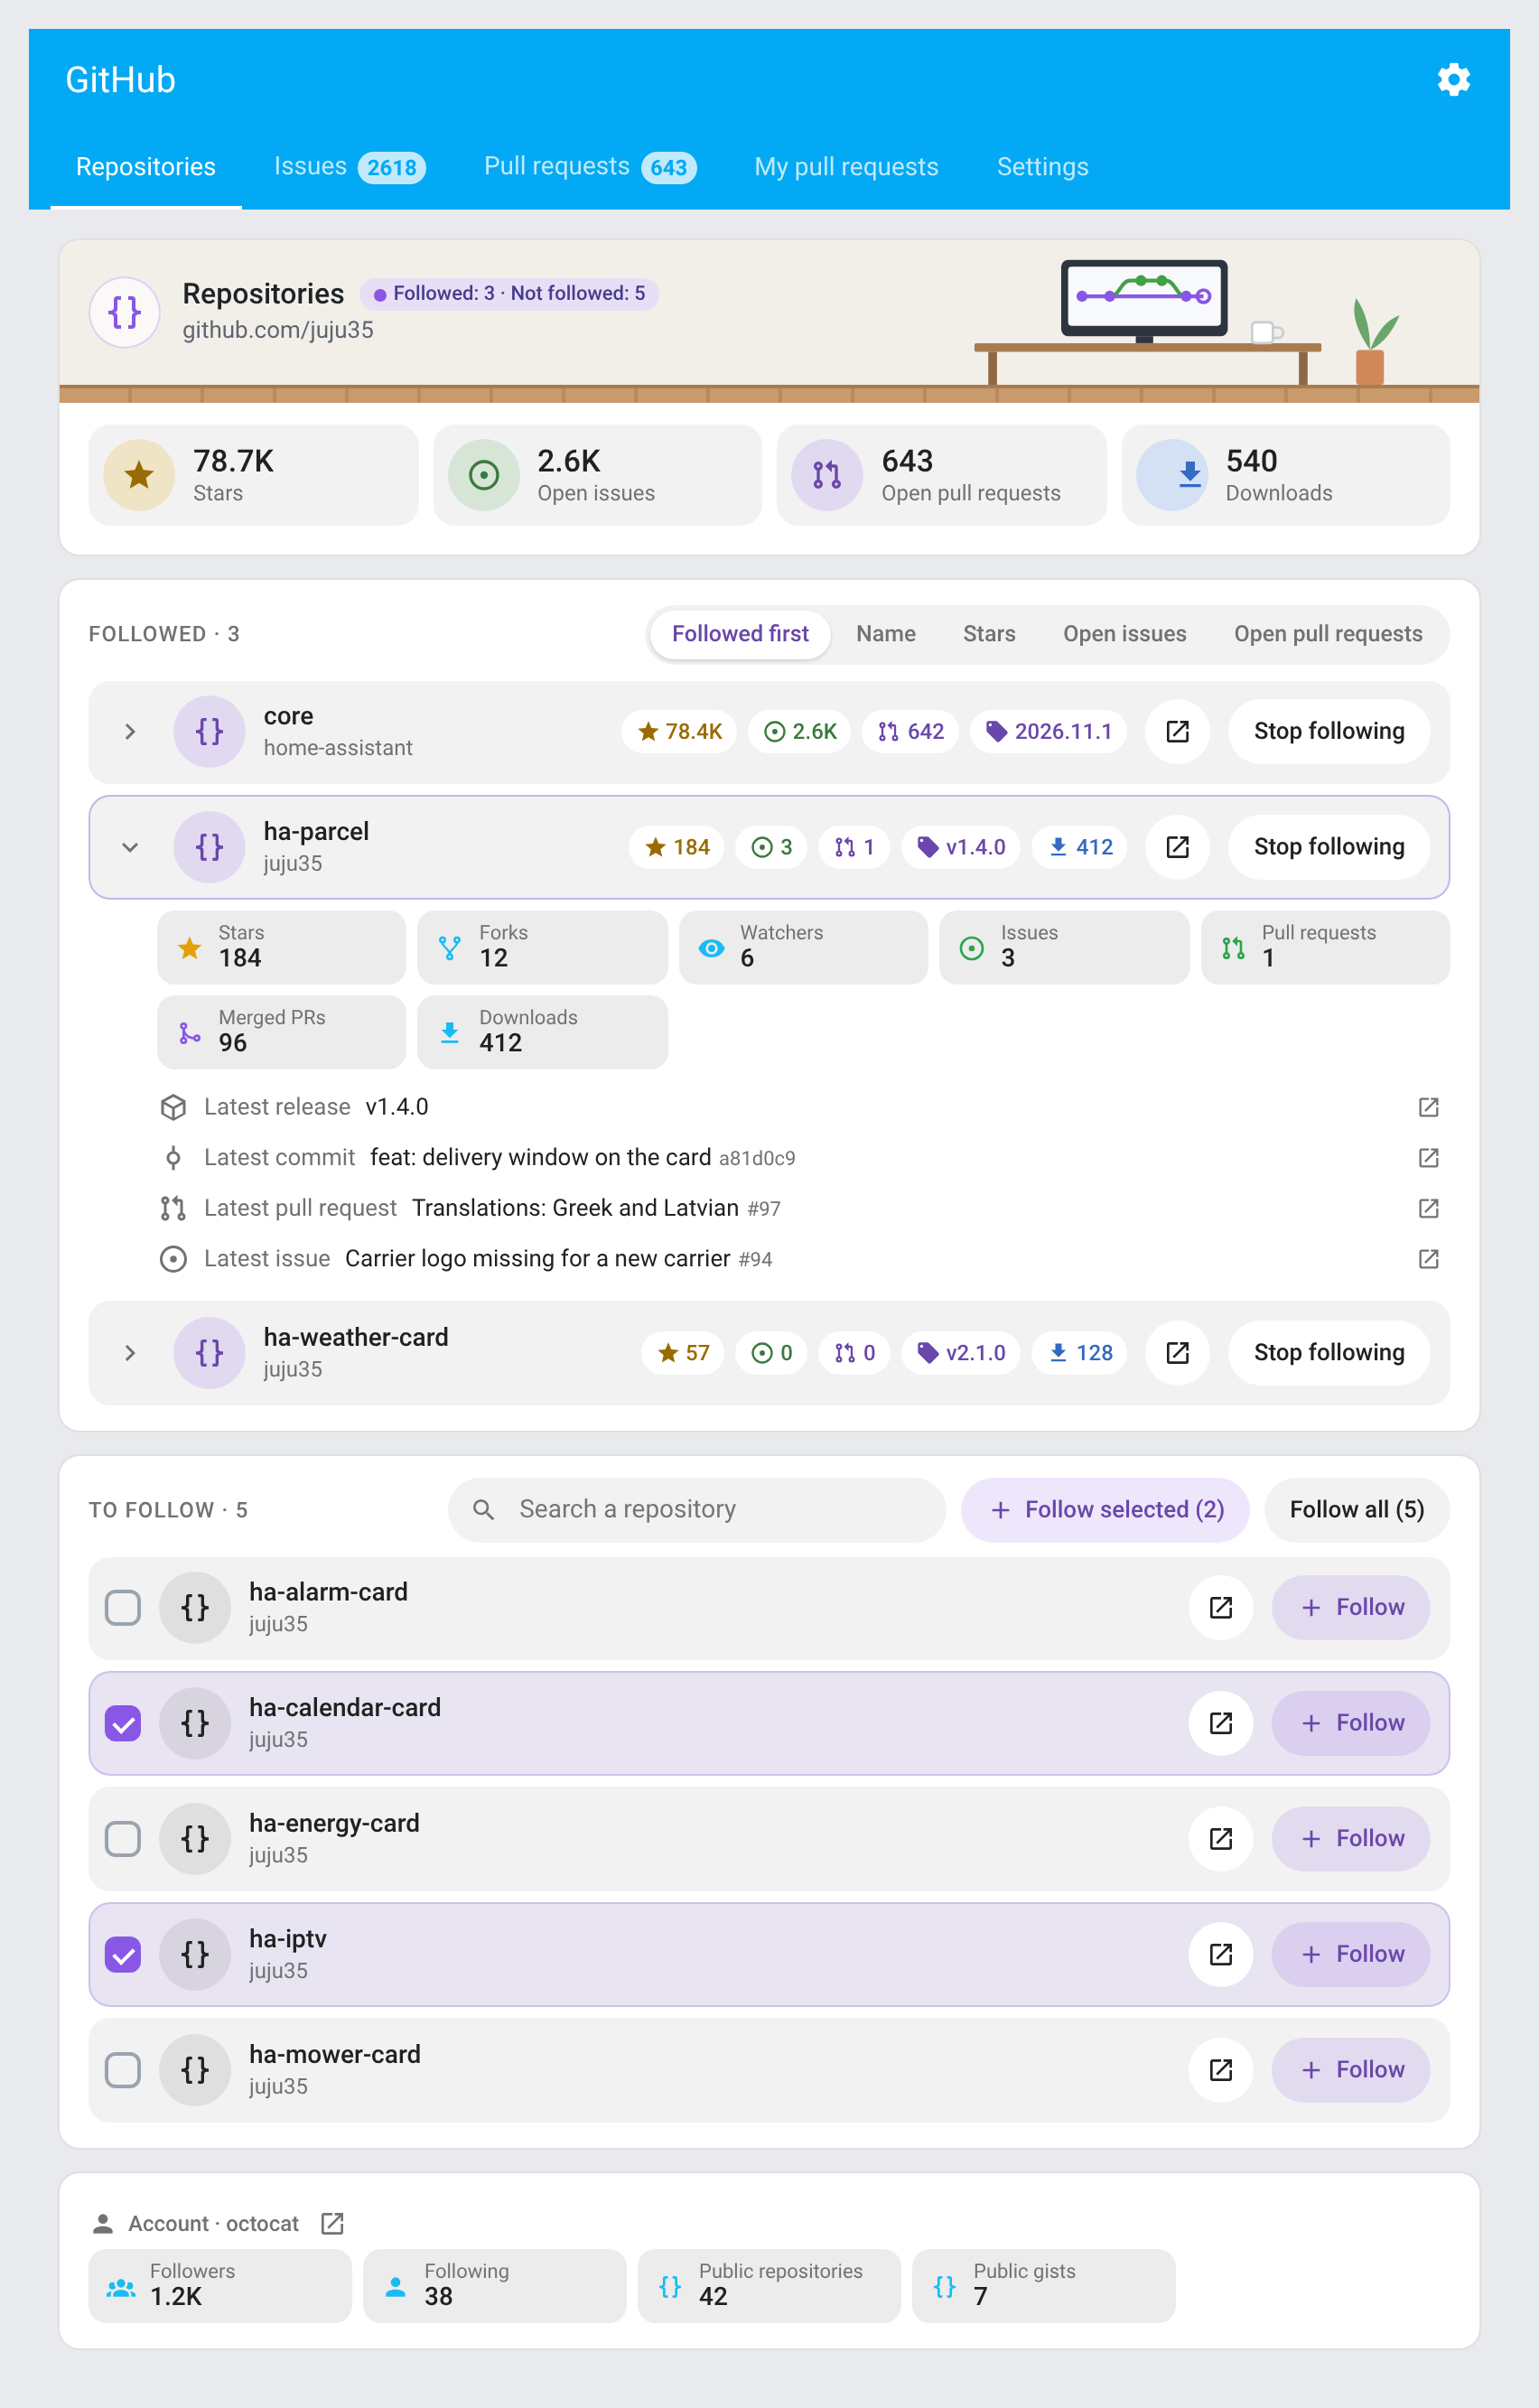 GitHub
Repositories Issues 2618 Pull requests 643 My pull requests Settings
{} Repositories Followed: 3 · Not followed: 5
github.com/juju35
78.7K 2.6K 643 540
Stars Open issues Open pull requests Downloads
FOLLOWED · 3 Followed first Name Stars Open issues Open pull requests
{} core 78.4K 2.6K 642 2026.11.1 Stop following
home-assistant
{} ha-parcel 184 3 1 v1.4.0 412 Stop following
juju35
Stars Forks Watchers Issues Pull requests
184 12 6 3 1
Merged PRs Downloads
96 412
Latest release v1.4.0
Latest commit feat: delivery window on the card a81d0c9
Latest pull request Translations: Greek and Latvian #97
Latest issue Carrier logo missing for a new carrier #94
{} ha-weather-card 57 0 0 v2.1.0 128 Stop following
juju35
TO FOLLOW · 5 Search a repository + Follow selected (2) Follow all (5)
{} ha-alarm-card + Follow
juju35
{} ha-calendar-card + Follow
juju35
{} ha-energy-card + Follow
juju35
{} ha-iptv + Follow
juju35
{} ha-mower-card + Follow
juju35
Account · octocat
Followers Following Public repositories Public gists
1.2K 38 {} 42 {} 7